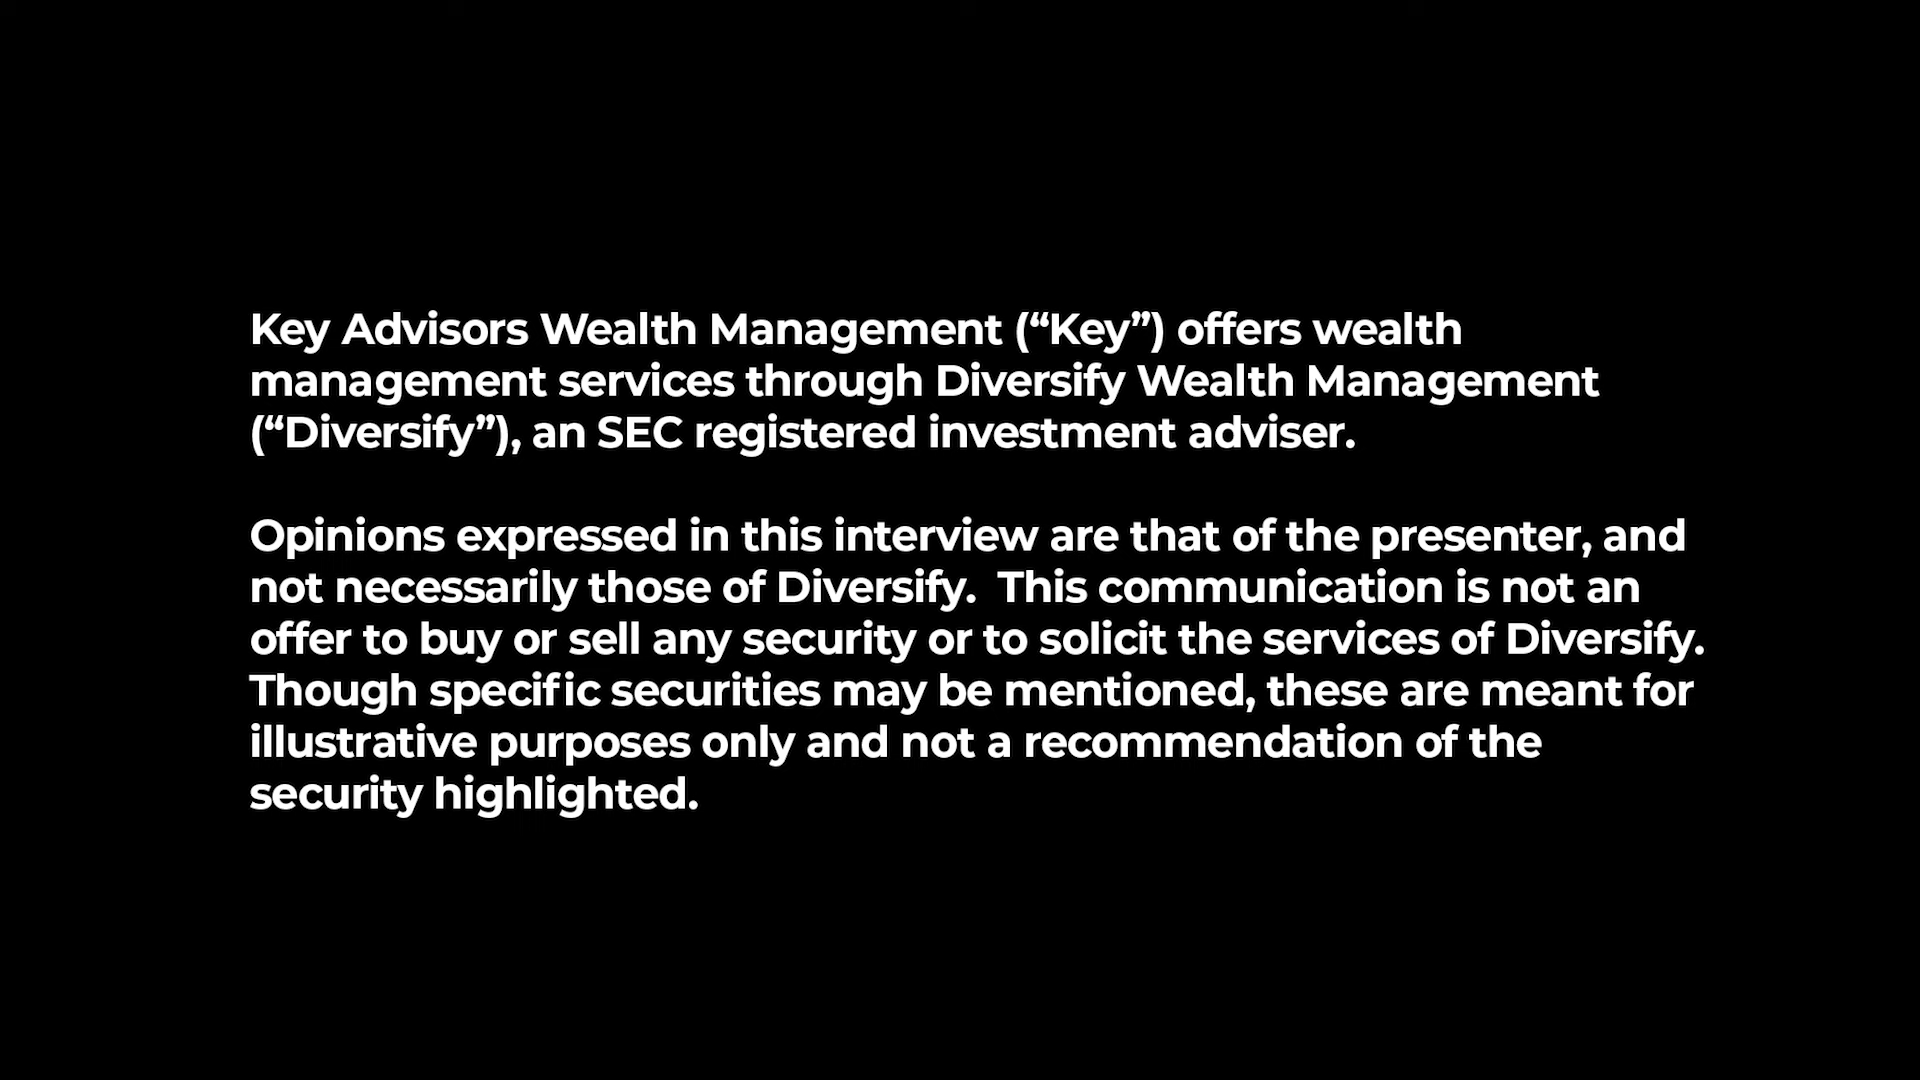 Key Advisors Wealth Management (“Key”) offers wealth
management services through Diversify Wealth Management
(“Diversify”), an SEC registered investment adviser.
Opinions expressed in this interview are that of the presenter, and
not necessarily those of Diversify.  This communication is not an
offer to buy or sell any security or to solicit the services of Diversify.
Though specific securities may be mentioned, these are meant for
illustrative purposes only and not a recommendation of the
security highlighted.